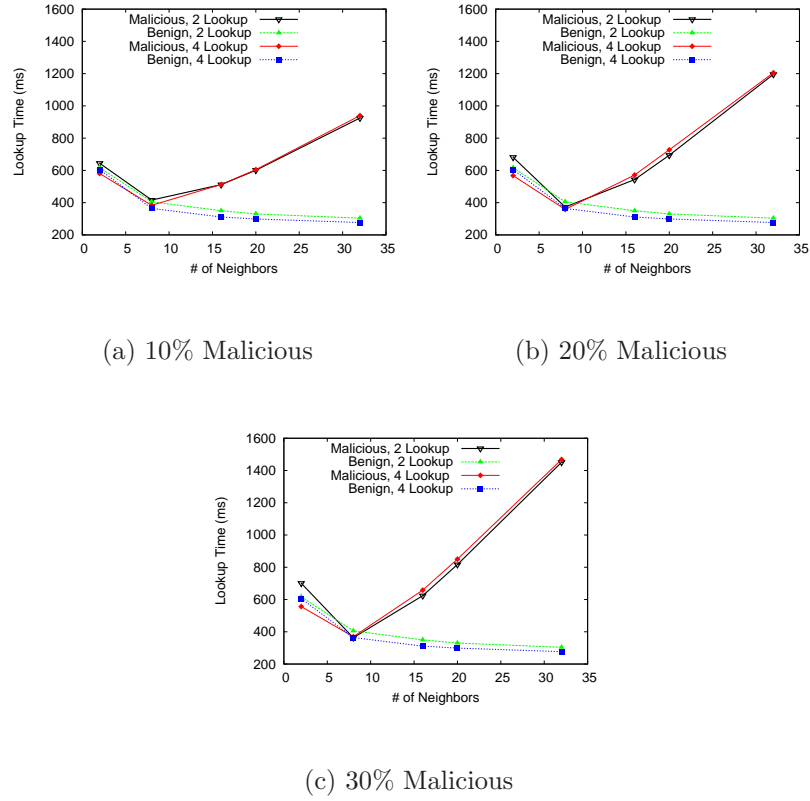 1600
1400
1200
1000
800
600
400
200
0 5 10 15 20 25 30 35
Lookup Time (ms)
# of Neighbors
Malicious, 2 Lookup
Benign, 2 Lookup
Malicious, 4 Lookup
Benign, 4 Lookup
(a) 10% Malicious
1600
1400
1200
1000
800
600
400
200
0 5 10 15 20 25 30 35
Lookup Time (ms)
# of Neighbors
Malicious, 2 Lookup
Benign, 2 Lookup
Malicious, 4 Lookup
Benign, 4 Lookup
(b) 20% Malicious
1600
1400
1200
1000
800
600
400
200
0 5 10 15 20 25 30 35
Lookup Time (ms)
# of Neighbors
Malicious, 2 Lookup
Benign, 2 Lookup
Malicious, 4 Lookup
Benign, 4 Lookup
(c) 30% Malicious